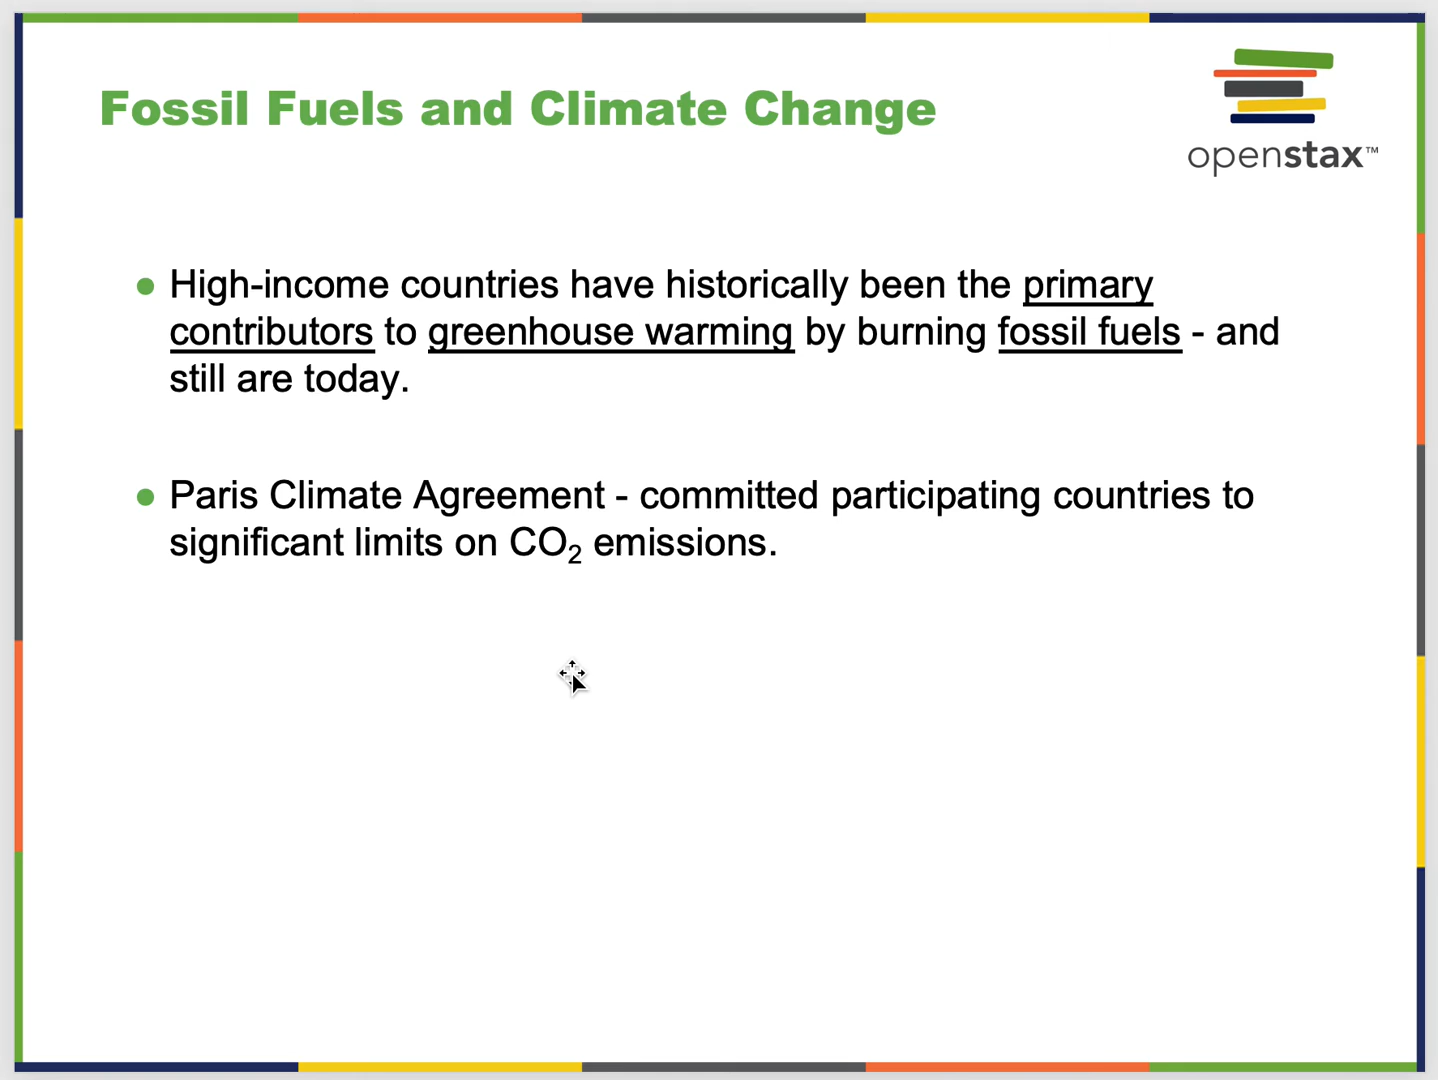 Fossil Fuels and Climate Change
openstax™
High-income countries have historically been the primary
contributors to greenhouse warming by burning fossil fuels - and
still are today.
Paris Climate Agreement - committed participating countries to
significant limits on CO₂ emissions.